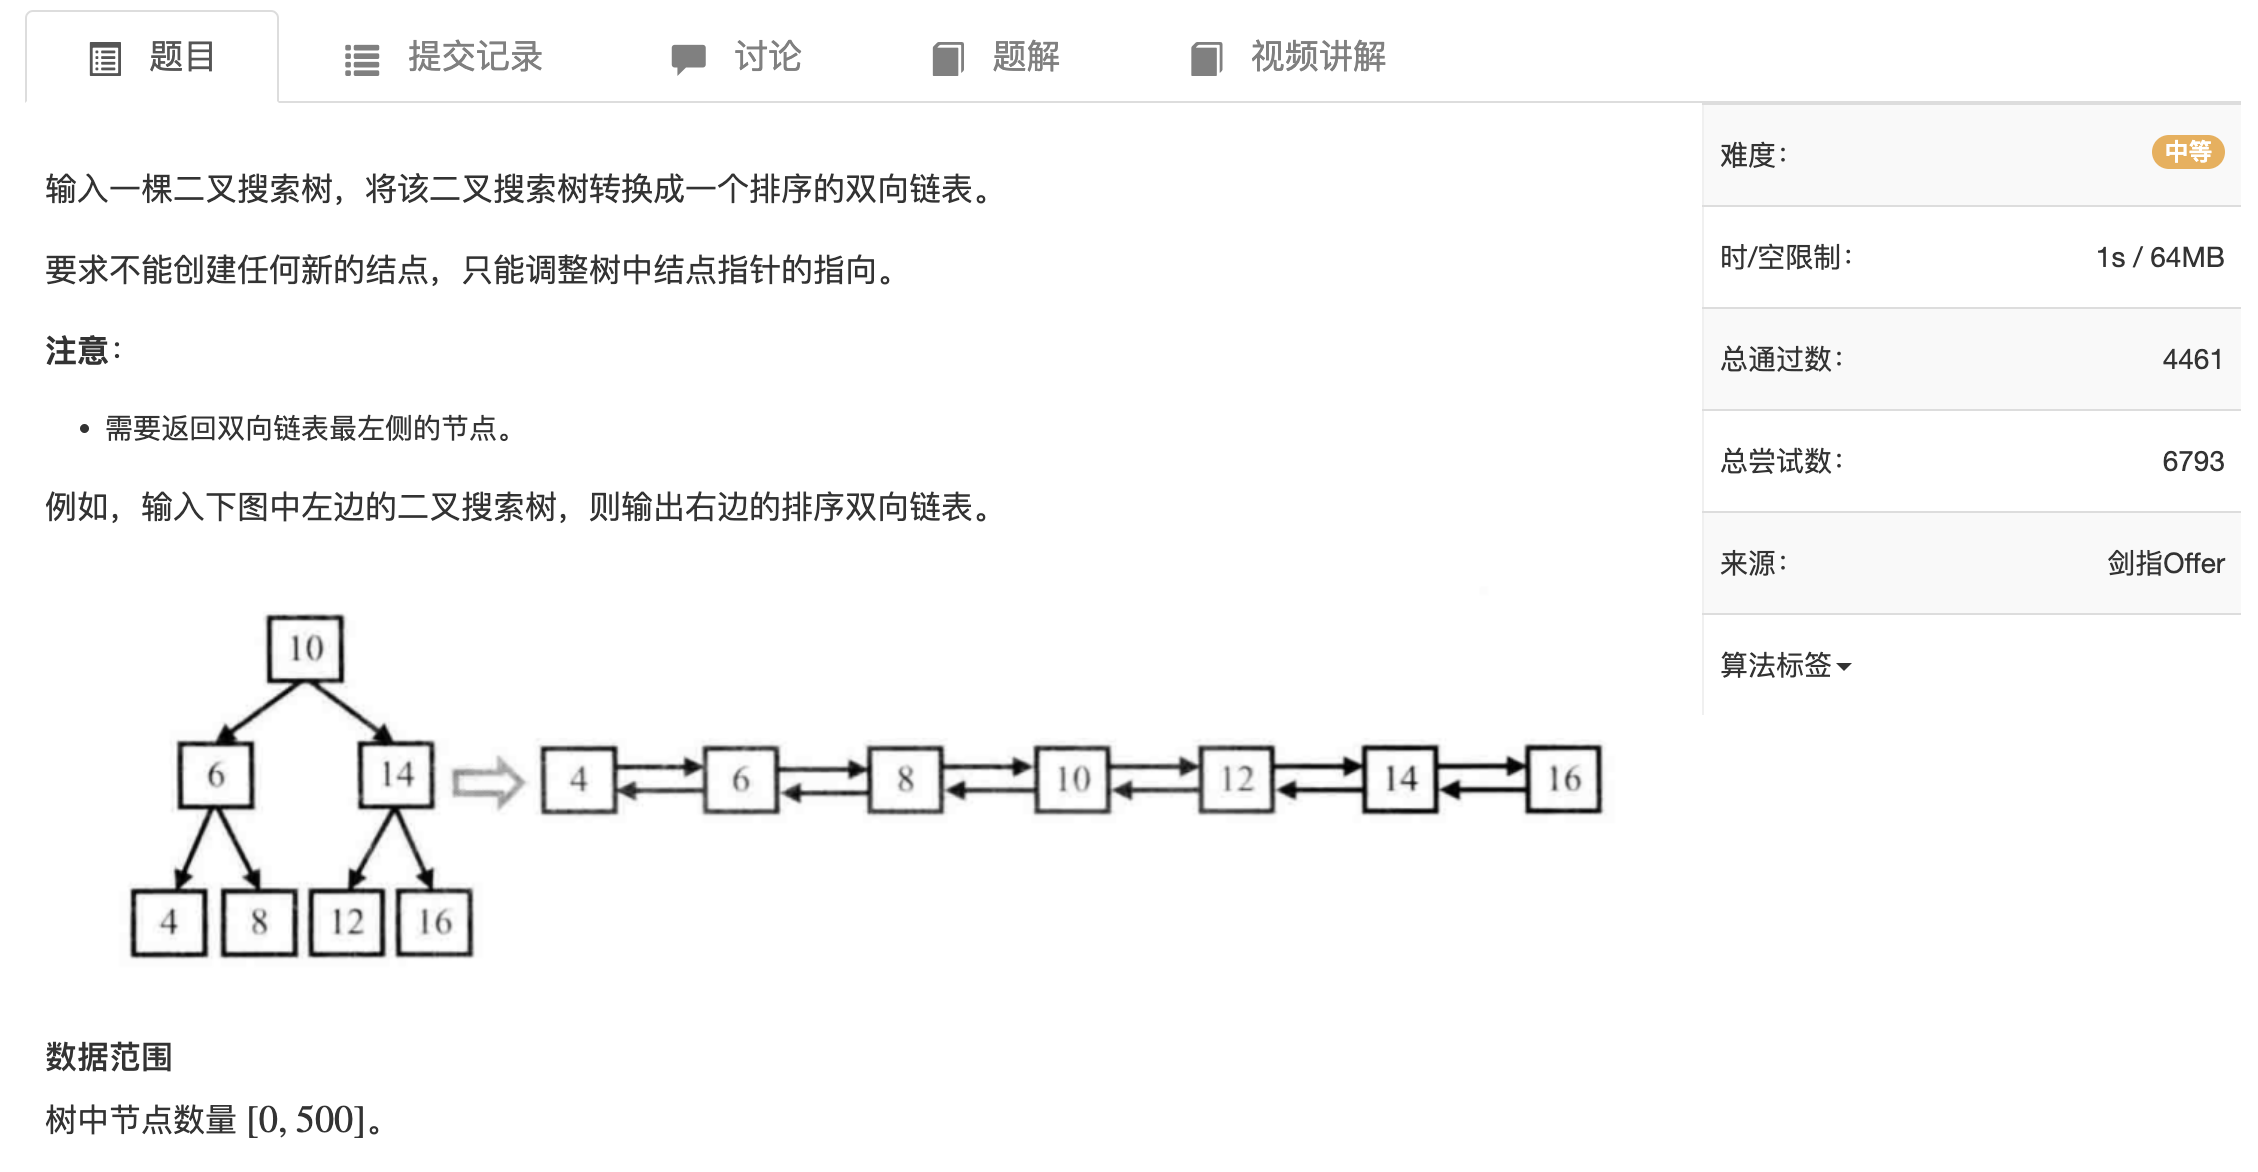 题目 提交记录 讨论 题解 视频讲解
输入一棵二叉搜索树，将该二叉搜索树转换成一个排序的双向链表。
要求不能创建任何新的结点，只能调整树中结点指针的指向。
注意：
• 需要返回双向链表最左侧的节点。
例如，输入下图中左边的二叉搜索树，则输出右边的排序双向链表。
10
6 14
4 6 8 10 12 14 16
4 8 12 16
数据范围
树中节点数量 [0, 500]。
难度： 中等
时/空限制： 1s / 64MB
总通过数： 4461
总尝试数： 6793
来源： 剑指Offer
算法标签